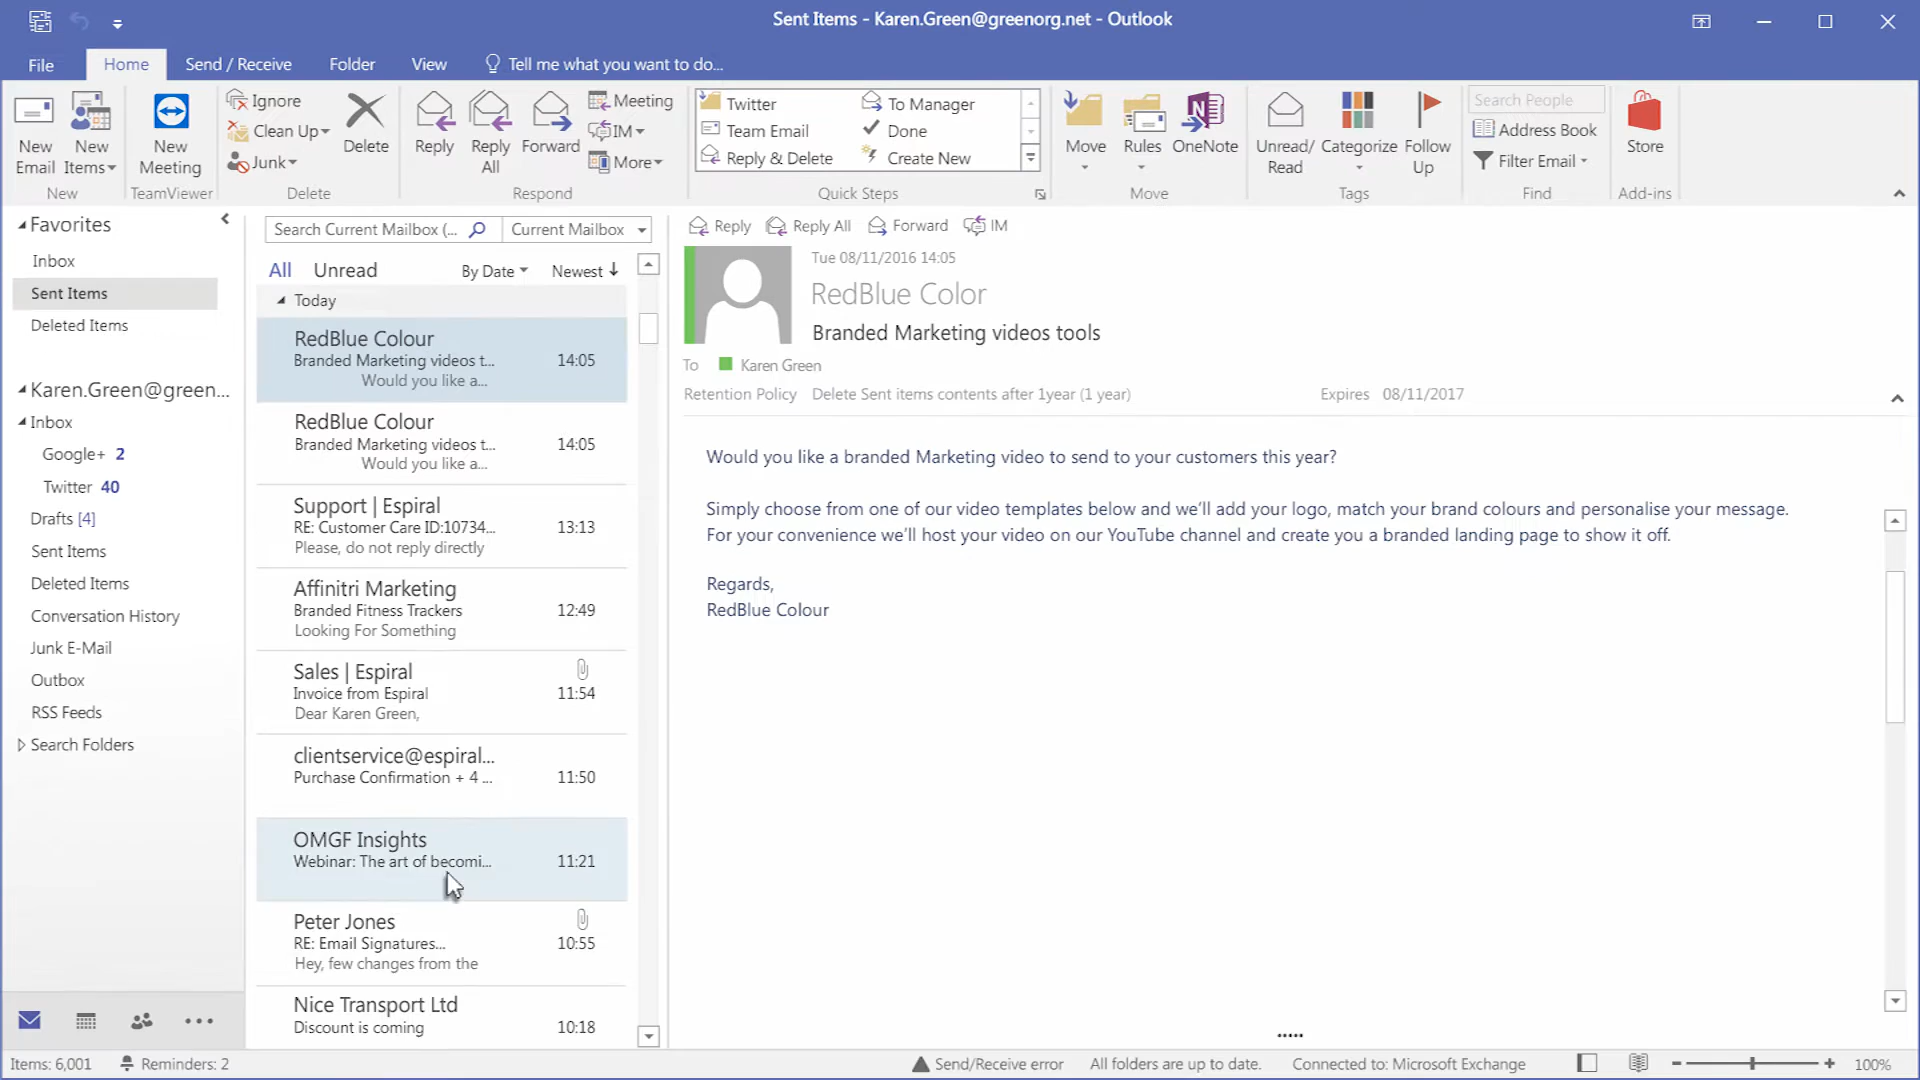 Sent Items - Karen.Green@greenorg.net - Outlook
File
Home
Send / Receive
Folder
View
Tell me what you want to do...
New Email
New Items
New
New Meeting
TeamViewer
Ignore
Clean Up
Junk
Delete
Delete
Reply
Reply All
Forward
Meeting
IM
More
Respond
Twitter
Team Email
Reply & Delete
To Manager
Done
Create New
Quick Steps
Move
Rules
OneNote
Move
Unread/ Read
Categorize
Follow Up
Tags
Search People
Address Book
Filter Email
Find
Store
Add-ins
Favorites
Inbox
Sent Items
Deleted Items
Karen.Green@green...
Inbox
Google+ 2
Twitter 40
Drafts [4]
Sent Items
Deleted Items
Conversation History
Junk E-Mail
Outbox
RSS Feeds
Search Folders
Search Current Mailbox (...
Current Mailbox
All
Unread
By Date
Newest
Today
RedBlue Colour
Branded Marketing videos t...
14:05
Would you like a...
RedBlue Colour
Branded Marketing videos t...
14:05
Would you like a...
Support | Espiral
RE: Customer Care ID:10734...
13:13
Please, do not reply directly
Affinitri Marketing
Branded Fitness Trackers
12:49
Looking For Something
Sales | Espiral
Invoice from Espiral
11:54
Dear Karen Green,
clientservice@espiral...
Purchase Confirmation + 4 ...
11:50
OMGF Insights
Webinar: The art of becomi...
11:21
Peter Jones
RE: Email Signatures...
10:55
Hey, few changes from the
Nice Transport Ltd
Discount is coming
10:18
Reply
Reply All
Forward
IM
Tue 08/11/2016 14:05
RedBlue Color
Branded Marketing videos tools
To
Karen Green
Retention Policy
Delete Sent items contents after 1year (1 year)
Expires
08/11/2017
Would you like a branded Marketing video to send to your customers this year?
Simply choose from one of our video templates below and we'll add your logo, match your brand colours and personalise your message.
For your convenience we'll host your video on our YouTube channel and create you a branded landing page to show it off.
Regards,
RedBlue Colour
Items: 6,001
Reminders: 2
Send/Receive error
All folders are up to date.
Connected to: Microsoft Exchange
100%